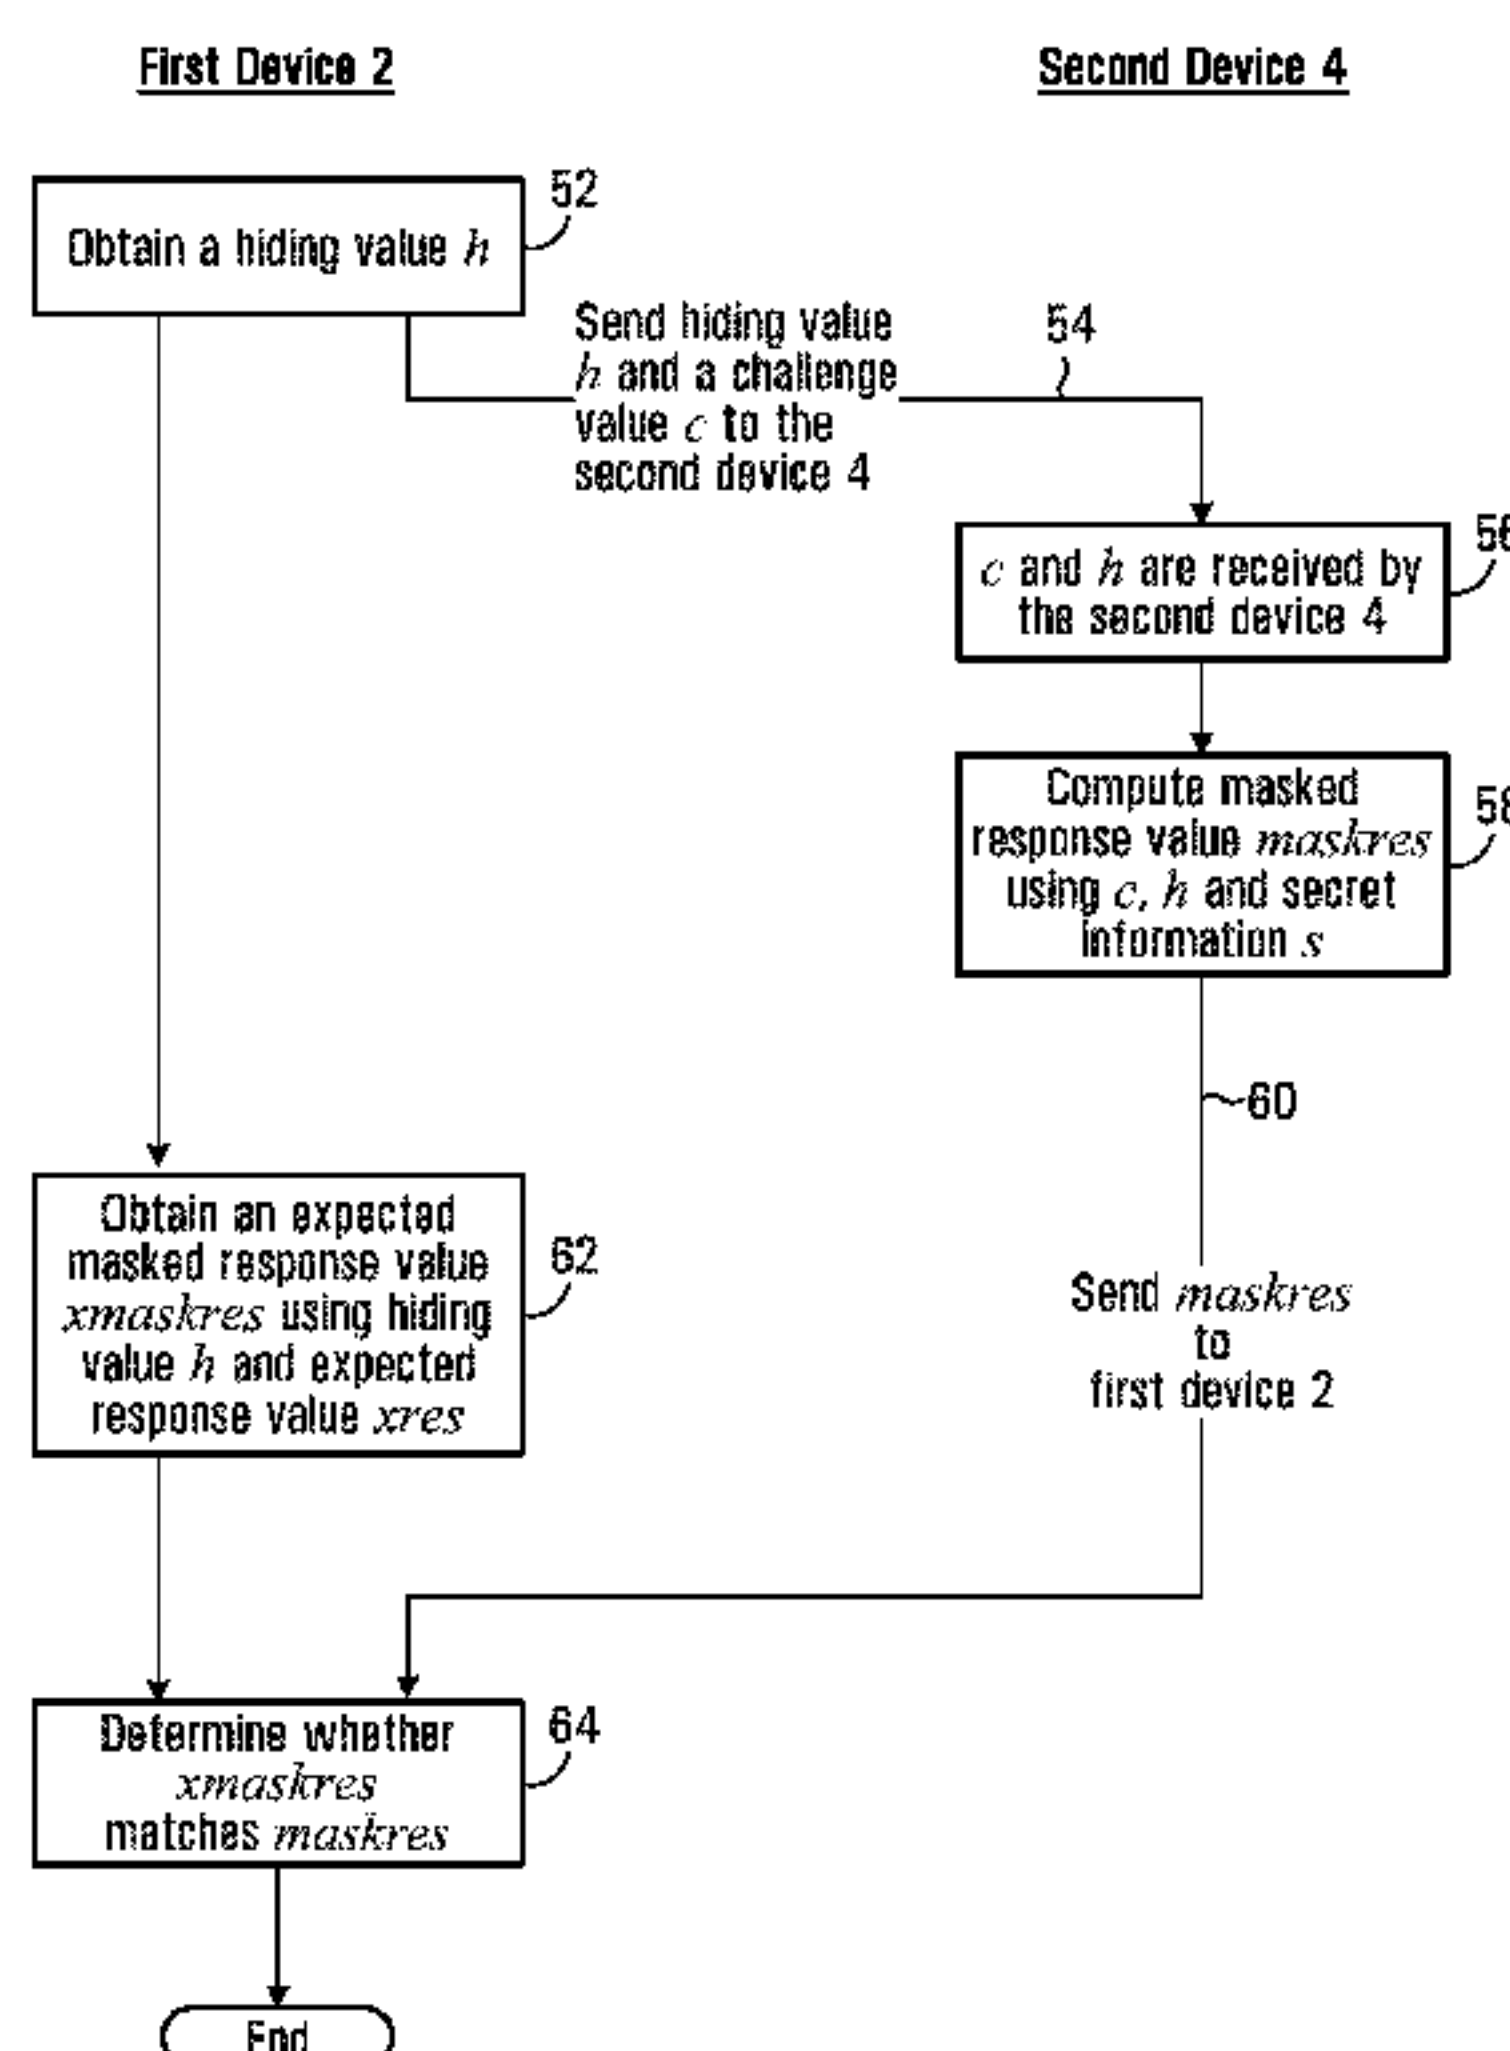 First Device 2
Second Device 4
52
Obtain a hiding value h
Send hiding value
h and a challenge
value c to the
second device 4
54
c and h are received by
the second device 4
56
Compute masked
response value maskres
using c, h and secret
information s
58
60
Obtain an expected
masked response value
xmaskres using hiding
value h and expected
response value xres
62
Send maskres
to
first device 2
Determine whether
xmaskres
matches maskres
64
End